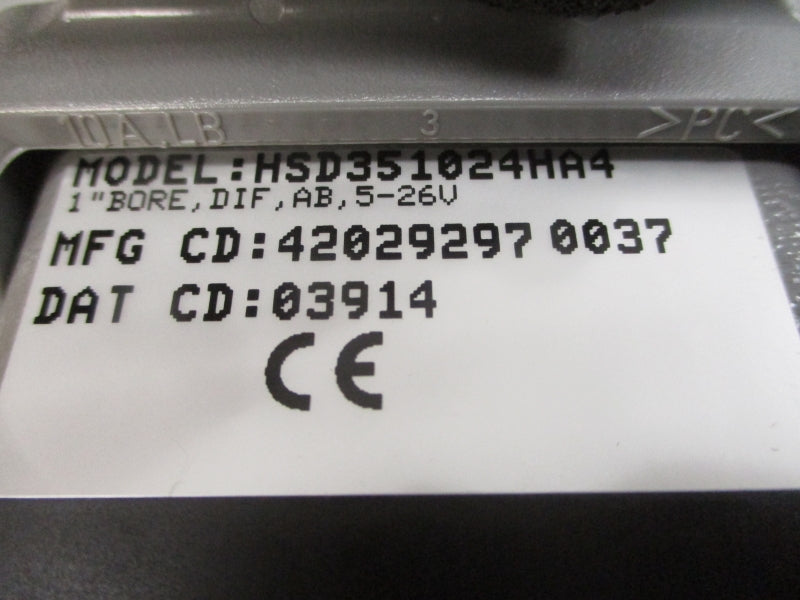 10A.LB 3 >PC<
MODEL:HSD351024HA4
1"BORE,DIF,AB,5-26V
MFG CD:42029297 0037
DAT CD:03914
CE